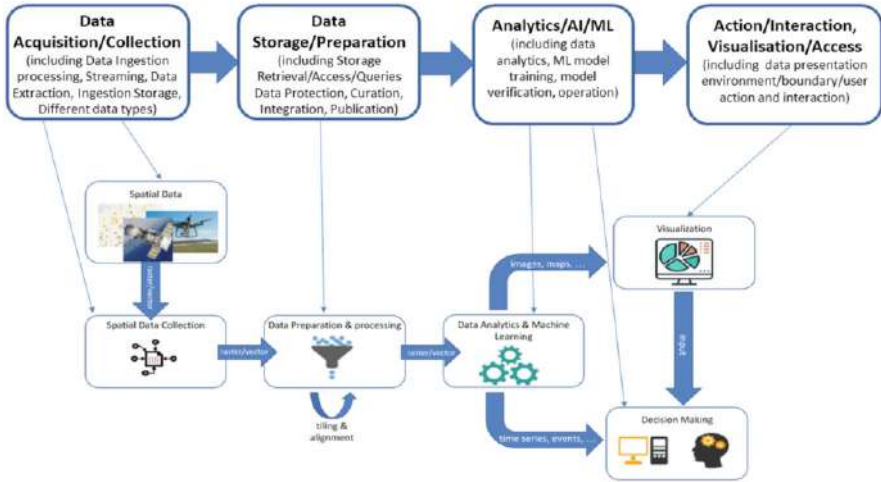 Data
Acquisition/Collection
(including Data Ingestion
processing, Streaming, Data
Extraction, Ingestion Storage,
Different data types)
Data
Storage/Preparation
(including Storage
Retrieval/Access/Queries
Data Protection, Curation,
Integration, Publication)
Analytics/AI/ML
(including data
analytics, ML model
training, model
verification, operation)
Action/Interaction,
Visualisation/Access
(including data presentation
environment/boundary/user
action and interaction)
Spatial Data
raster/vector
Spatial Data Collection
raster/vector
Data Preparation & processing
tiling &
alignment
raster/vector
Data Analytics & Machine
Learning
images, maps, ...
time series, events, ...
Visualization
input
Decision Making